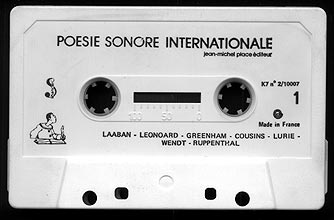 POESIE SONORE INTERNATIONALE
jean-michel place éditeur
K7 nº 2/10007
1
100 50 0
Made in France
LAABAN - LEONOARD - GREENHAM - COUSINS - LURIE -
WENDT - RUPPENTHAL